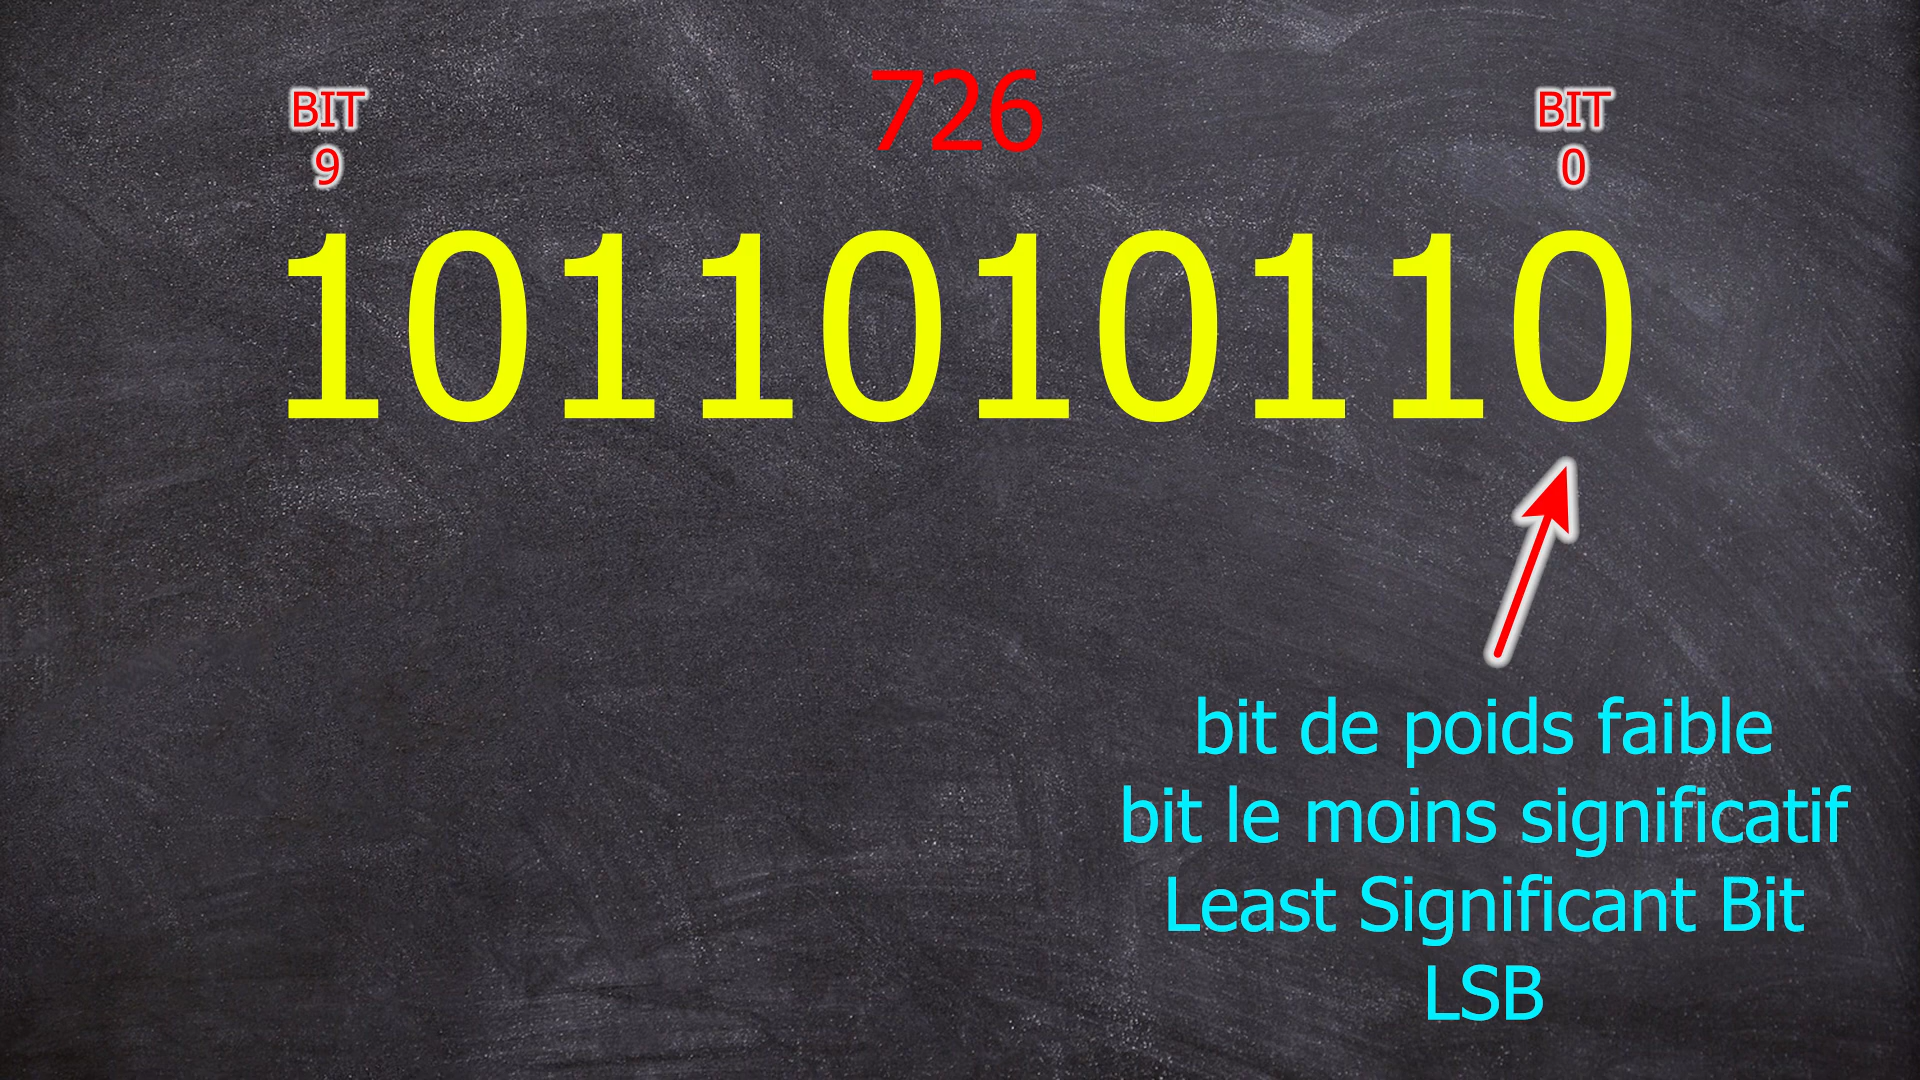 726
BIT
9
BIT
0
1011010110
bit de poids faible
bit le moins significatif
Least Significant Bit
LSB